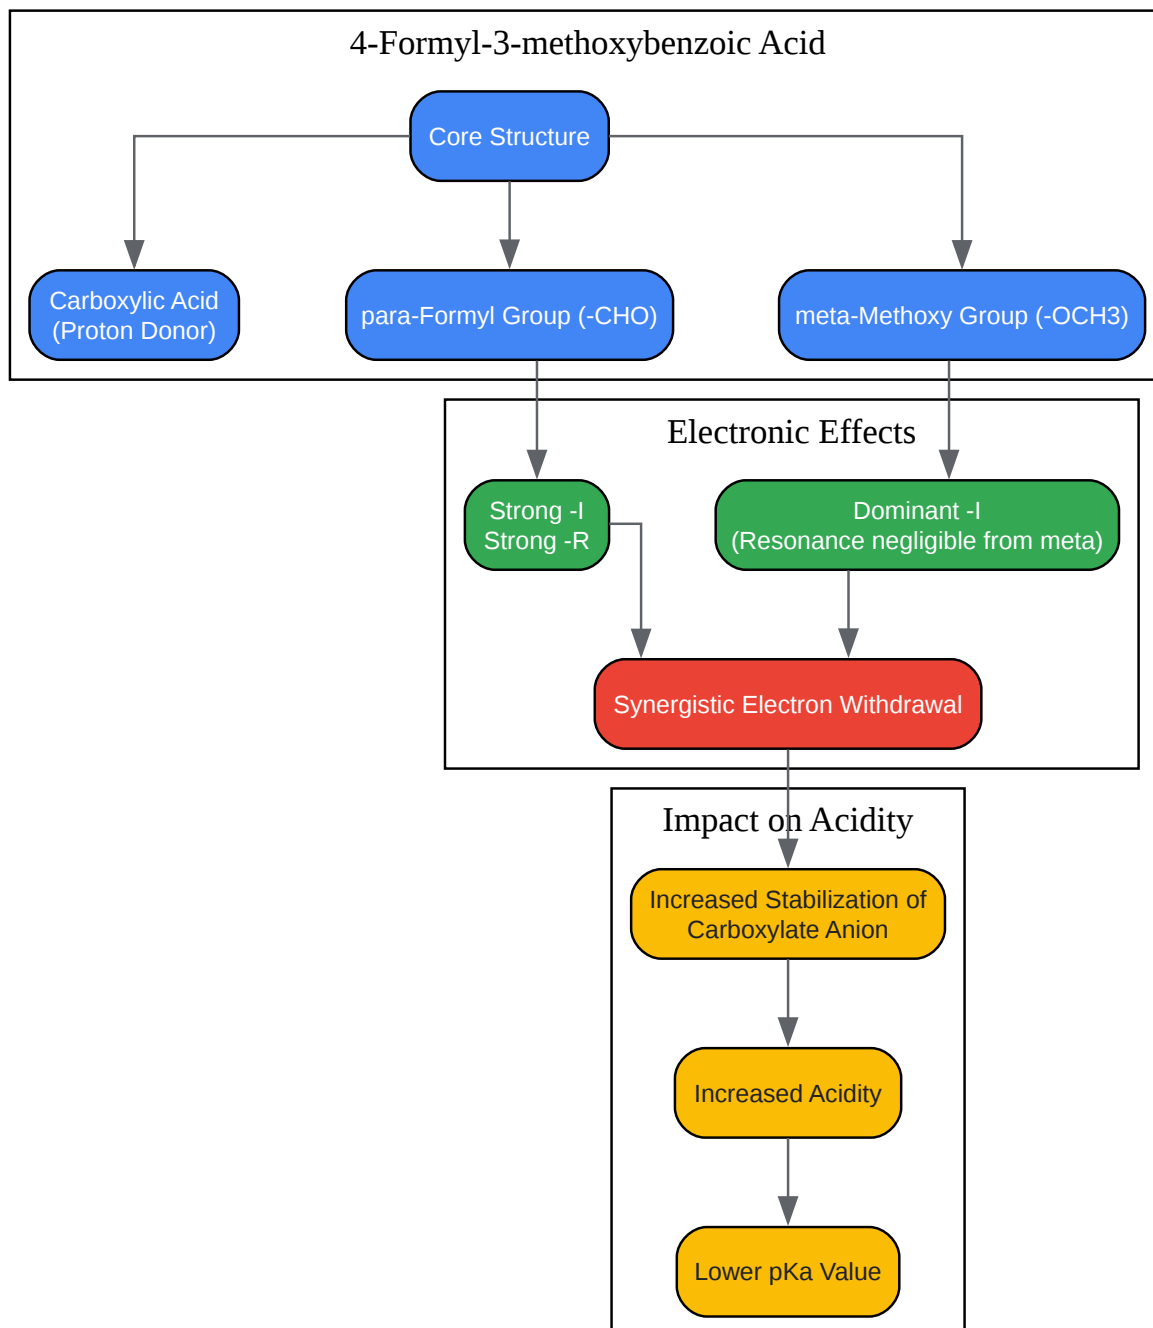 4-Formyl-3-methoxybenzoic Acid
Core Structure
Carboxylic Acid
(Proton Donor)
para-Formyl Group (-CHO)
meta-Methoxy Group (-OCH3)
Electronic Effects
Strong -I
Strong -R
Dominant -I
(Resonance negligible from meta)
Synergistic Electron Withdrawal
Impact on Acidity
Increased Stabilization of
Carboxylate Anion
Increased Acidity
Lower pKa Value